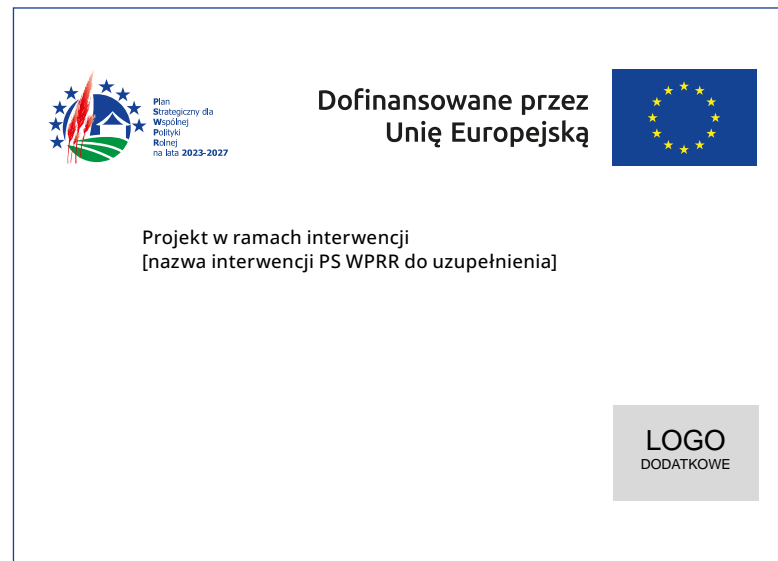 Plan
Strategiczny dla
Wspólnej
Polityki
Rolnej
na lata 2023-2027
Dofinansowane przez
Unię Europejską
Projekt w ramach interwencji
[nazwa interwencji PS WPRR do uzupełnienia]
LOGO
DODATKOWE